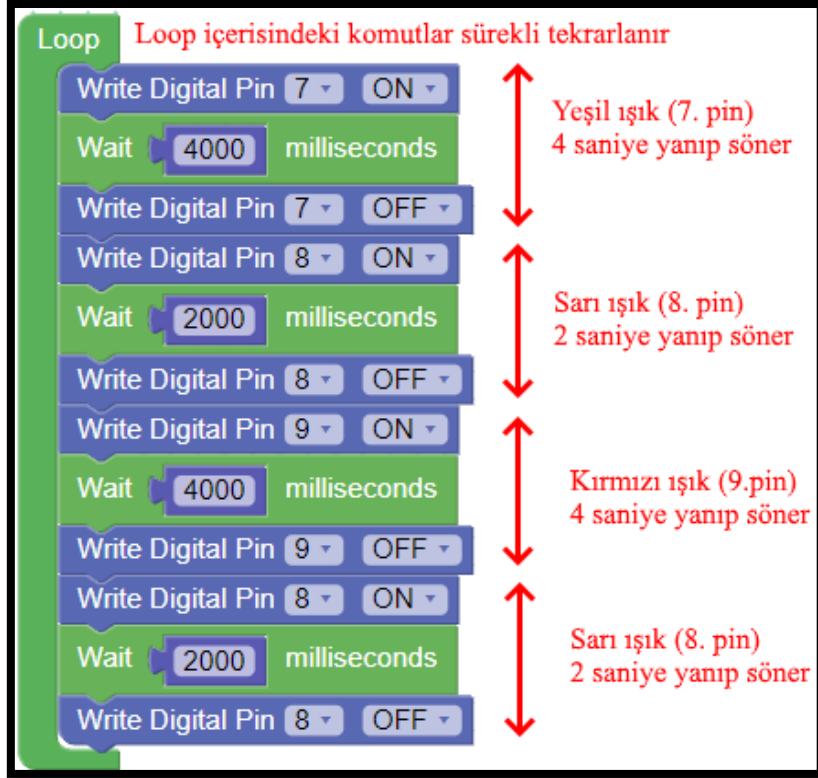 Loop Loop içerisindeki komutlar sürekli tekrarlanır
Write Digital Pin 7 ON
Wait 4000 milliseconds
Write Digital Pin 7 OFF
Yeşil ışık (7. pin)
4 saniye yanıp söner
Write Digital Pin 8 ON
Wait 2000 milliseconds
Write Digital Pin 8 OFF
Sarı ışık (8. pin)
2 saniye yanıp söner
Write Digital Pin 9 ON
Wait 4000 milliseconds
Write Digital Pin 9 OFF
Kırmızı ışık (9.pin)
4 saniye yanıp söner
Write Digital Pin 8 ON
Wait 2000 milliseconds
Write Digital Pin 8 OFF
Sarı ışık (8. pin)
2 saniye yanıp söner